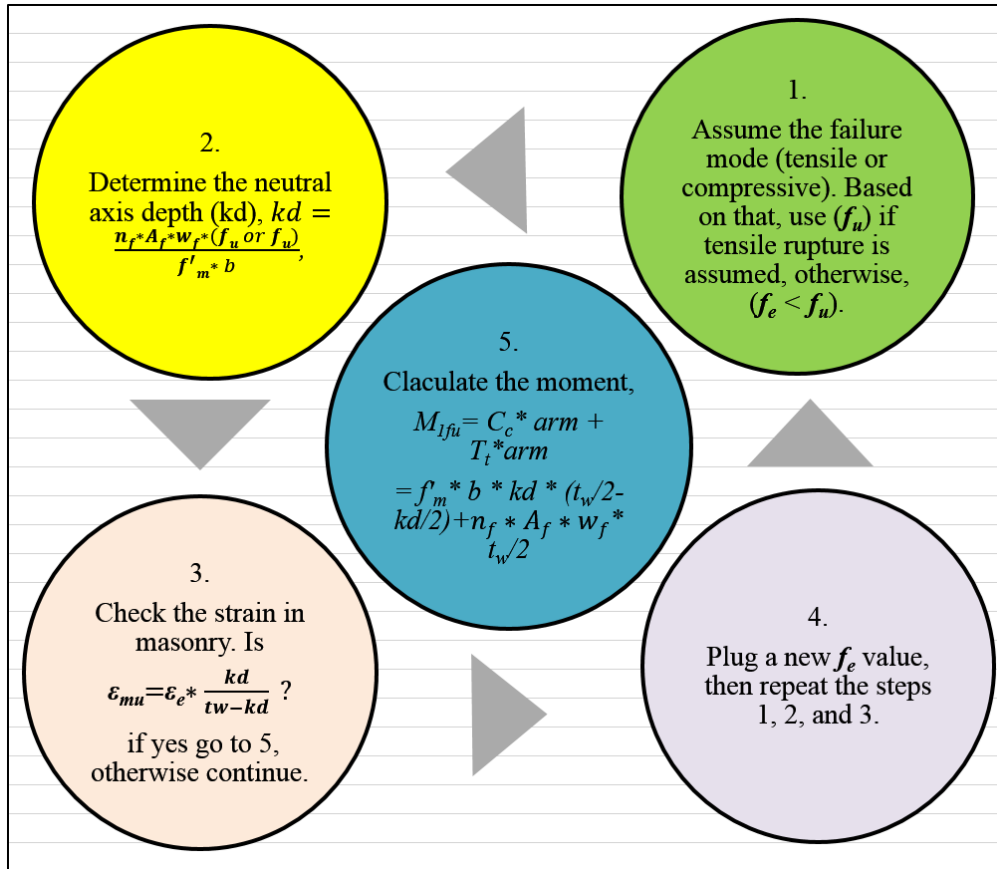 1.
Assume the failure
mode (tensile or
compressive). Based
on that, use (fu) if
tensile rupture is
assumed, otherwise,
(fe < fu).
2.
Determine the neutral
axis depth (kd), kd =
nf*Af*wf*(fu or fu)
f'm* b ,
3.
Check the strain in
masonry. Is
εmu=εe* kd/(tw−kd) ?
if yes go to 5,
otherwise continue.
4.
Plug a new fe value,
then repeat the steps
1, 2, and 3.
5.
Claculate the moment,
M1fu= Cc* arm +
Tt*arm
= f'm* b * kd * (tw/2-
kd/2)+nf * Af * wf*
tw/2